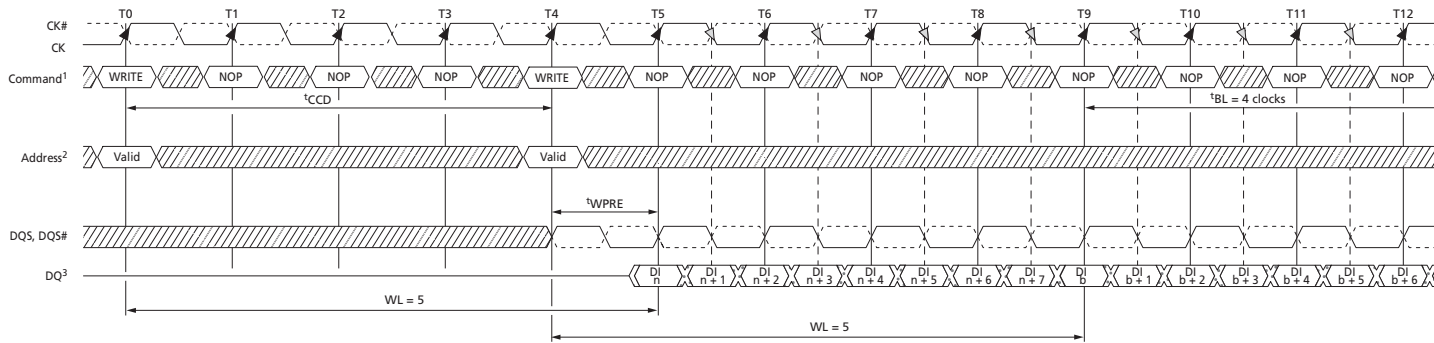 T0 T1 T2 T3 T4 T5 T6 T7 T8 T9 T10 T11 T12
CK#
CK
Command1 WRITE NOP NOP NOP WRITE NOP NOP NOP NOP NOP NOP NOP NOP
tCCD tBL = 4 clocks
Address2 Valid Valid
tWPRE
DQS, DQS#
DQ3 DI n DI n + 1 DI n + 2 DI n + 3 DI n + 4 DI n + 5 DI n + 6 DI n + 7 DI b DI b + 1 DI b + 2 DI b + 3 DI b + 4 DI b + 5 DI b + 6
WL = 5
WL = 5